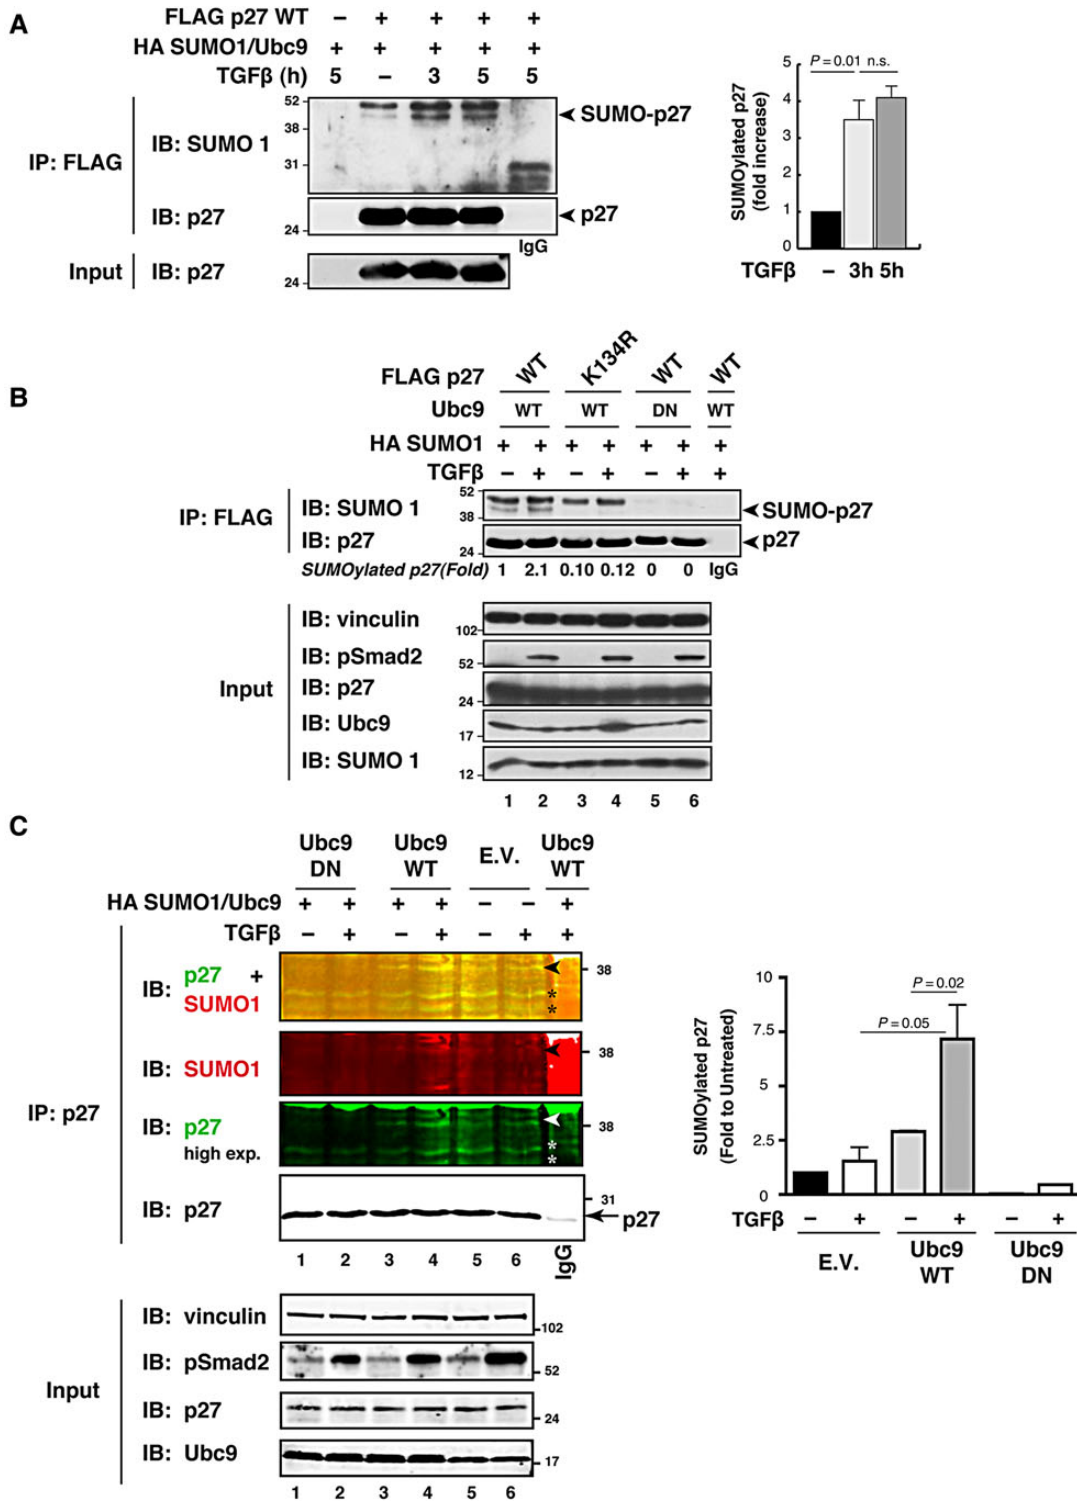 A
FLAG p27 WT – + + + +
HA SUMO1/Ubc9 + + + + +
TGFβ (h) 5 – 3 5 5
52
38
31
IP: FLAG
IB: SUMO 1
SUMO-p27
IB: p27
24
p27
IgG
Input
IB: p27
24
SUMOylated p27
(fold increase)
5
4
3
2
1
0
P = 0.01 n.s.
TGFβ – 3h 5h
B
FLAG p27 WT K134R WT WT
Ubc9 WT WT DN WT
HA SUMO1 + + + + + + +
TGFβ – + – + – + +
52
38
IP: FLAG
IB: SUMO 1
SUMO-p27
IB: p27
24
p27
SUMOylated p27(Fold) 1 2.1 0.10 0.12 0 0 IgG
Input
IB: vinculin
102
IB: pSmad2
52
IB: p27
24
IB: Ubc9
17
IB: SUMO 1
12
1 2 3 4 5 6
C
Ubc9 DN Ubc9 WT E.V. Ubc9 WT
HA SUMO1/Ubc9 + + + + – – +
TGFβ – + – + – + +
IP: p27
IB: p27 + SUMO1
38
*
*
IB: SUMO1
38
IB: p27
high exp.
38
*
*
IB: p27
31
p27
1 2 3 4 5 6 IgG
Input
IB: vinculin
102
IB: pSmad2
52
IB: p27
24
IB: Ubc9
17
1 2 3 4 5 6
SUMOylated p27
(Fold to Untreated)
10
7.5
5
2.5
0
P = 0.02
P = 0.05
TGFβ – + – + – +
E.V. Ubc9 WT Ubc9 DN